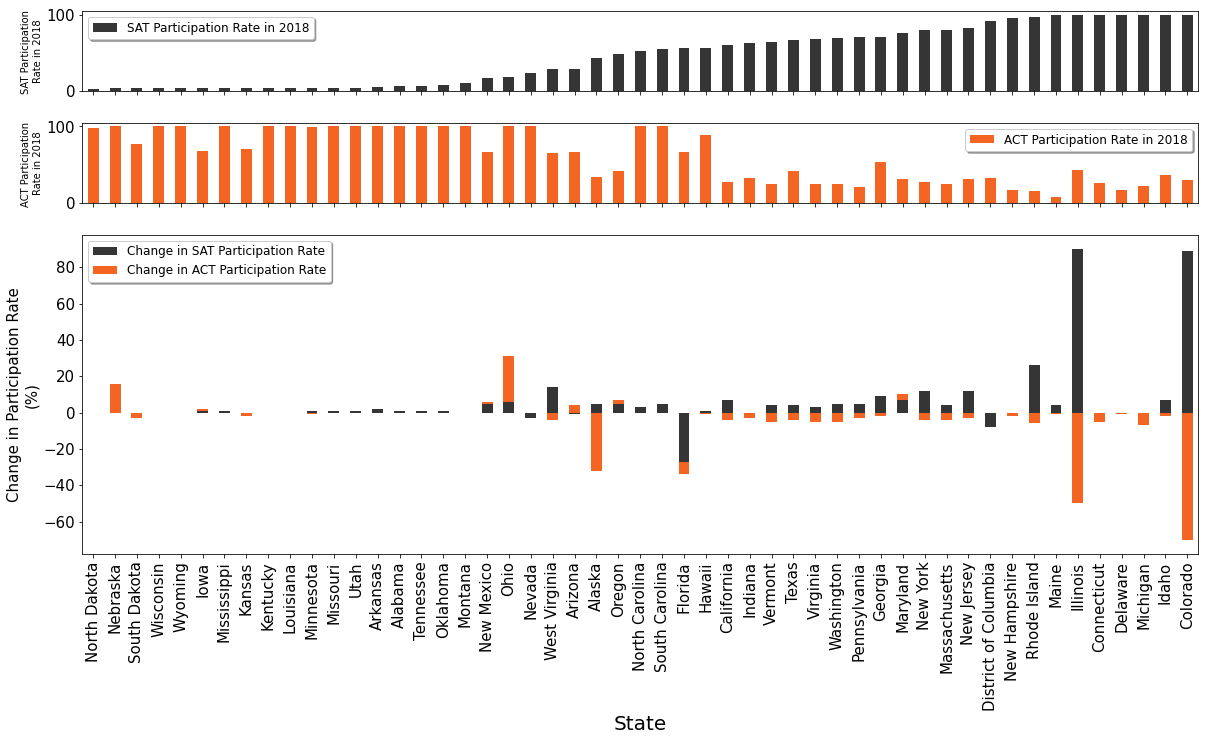 SAT Participation
Rate in 2018
100
0
SAT Participation Rate in 2018
ACT Participation
Rate in 2018
100
0
ACT Participation Rate in 2018
Change in Participation Rate
(%)
80
60
40
20
0
−20
−40
−60
Change in SAT Participation Rate
Change in ACT Participation Rate
North Dakota
Nebraska
South Dakota
Wisconsin
Wyoming
Iowa
Mississippi
Kansas
Kentucky
Louisiana
Minnesota
Missouri
Utah
Arkansas
Alabama
Tennessee
Oklahoma
Montana
New Mexico
Ohio
Nevada
West Virginia
Arizona
Alaska
Oregon
North Carolina
South Carolina
Florida
Hawaii
California
Indiana
Vermont
Texas
Virginia
Washington
Pennsylvania
Georgia
Maryland
New York
Massachusetts
New Jersey
District of Columbia
New Hampshire
Rhode Island
Maine
Illinois
Connecticut
Delaware
Michigan
Idaho
Colorado
State